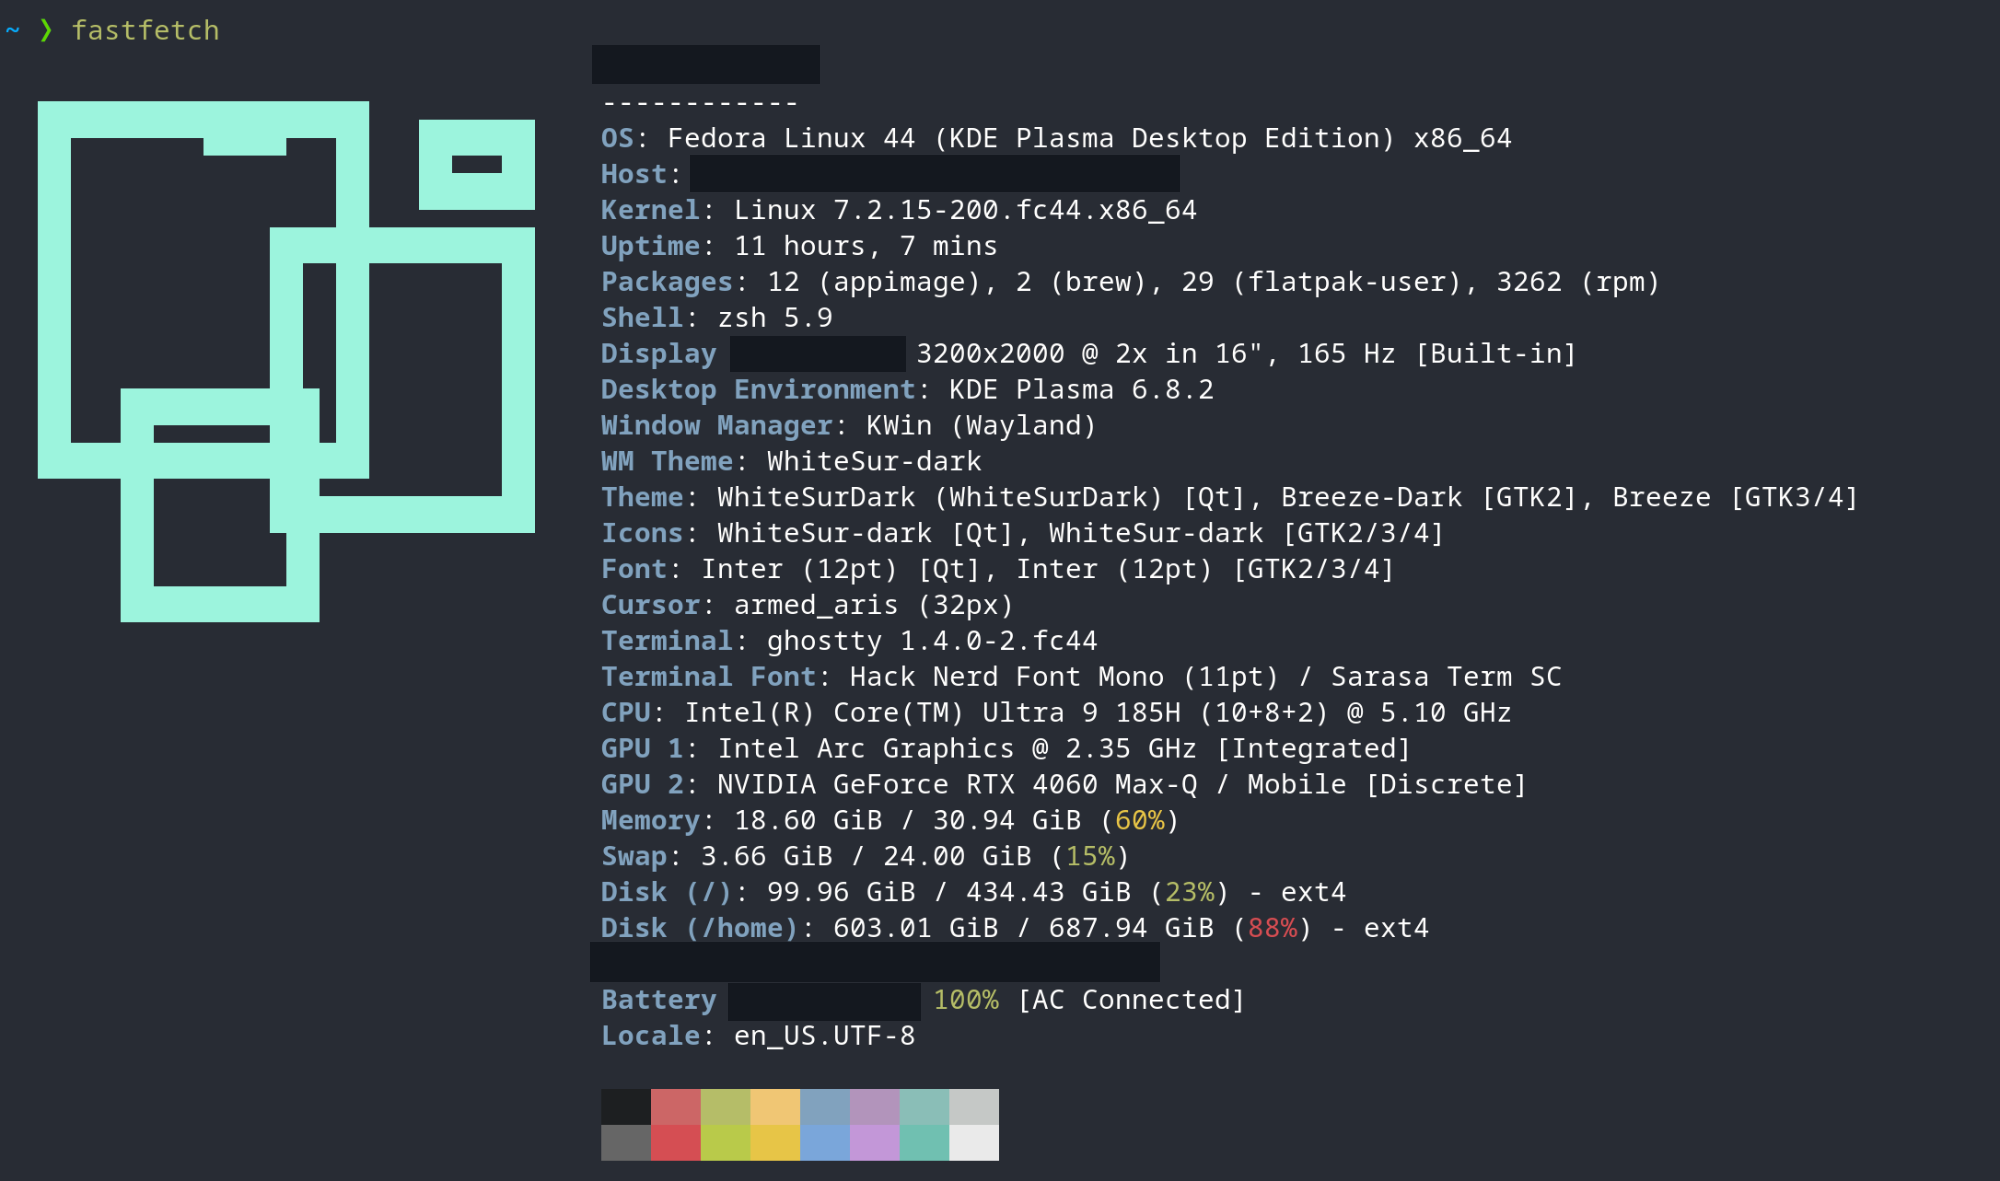 ~ ❯ fastfetch
------------
OS: Fedora Linux 44 (KDE Plasma Desktop Edition) x86_64
Host:
Kernel: Linux 7.2.15-200.fc44.x86_64
Uptime: 11 hours, 7 mins
Packages: 12 (appimage), 2 (brew), 29 (flatpak-user), 3262 (rpm)
Shell: zsh 5.9
Display 3200x2000 @ 2x in 16", 165 Hz [Built-in]
Desktop Environment: KDE Plasma 6.8.2
Window Manager: KWin (Wayland)
WM Theme: WhiteSur-dark
Theme: WhiteSurDark (WhiteSurDark) [Qt], Breeze-Dark [GTK2], Breeze [GTK3/4]
Icons: WhiteSur-dark [Qt], WhiteSur-dark [GTK2/3/4]
Font: Inter (12pt) [Qt], Inter (12pt) [GTK2/3/4]
Cursor: armed_aris (32px)
Terminal: ghostty 1.4.0-2.fc44
Terminal Font: Hack Nerd Font Mono (11pt) / Sarasa Term SC
CPU: Intel(R) Core(TM) Ultra 9 185H (10+8+2) @ 5.10 GHz
GPU 1: Intel Arc Graphics @ 2.35 GHz [Integrated]
GPU 2: NVIDIA GeForce RTX 4060 Max-Q / Mobile [Discrete]
Memory: 18.60 GiB / 30.94 GiB (60%)
Swap: 3.66 GiB / 24.00 GiB (15%)
Disk (/): 99.96 GiB / 434.43 GiB (23%) - ext4
Disk (/home): 603.01 GiB / 687.94 GiB (88%) - ext4
Battery 100% [AC Connected]
Locale: en_US.UTF-8